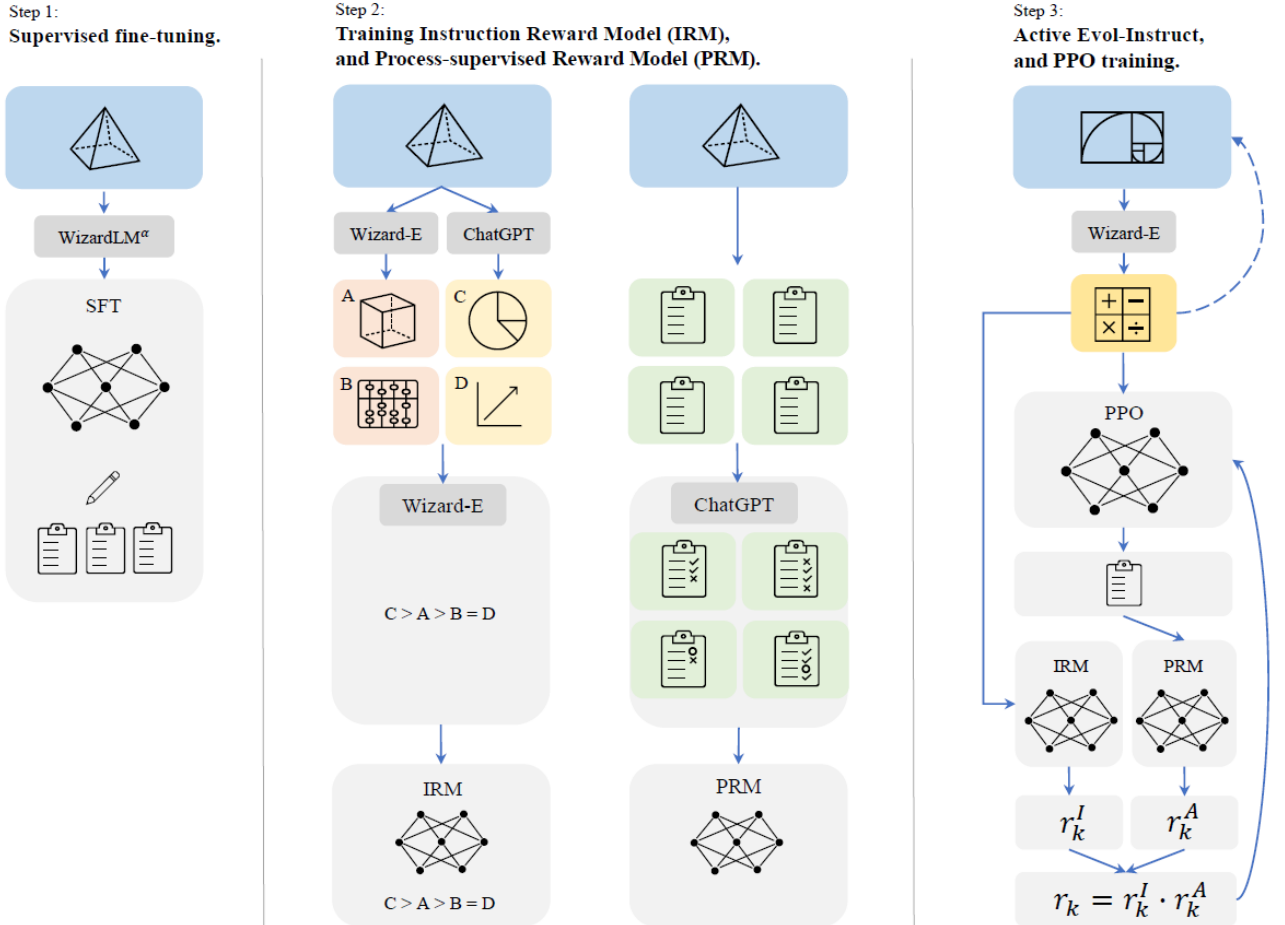 Step 1:
Supervised fine-tuning.
WizardLM^α
SFT
Step 2:
Training Instruction Reward Model (IRM),
and Process-supervised Reward Model (PRM).
Wizard-E
ChatGPT
A
C
B
D
Wizard-E
C > A > B = D
IRM
C > A > B = D
ChatGPT
PRM
Step 3:
Active Evol-Instruct,
and PPO training.
Wizard-E
+ −
× ÷
PPO
IRM
PRM
r_k^I
r_k^A
r_k = r_k^I · r_k^A